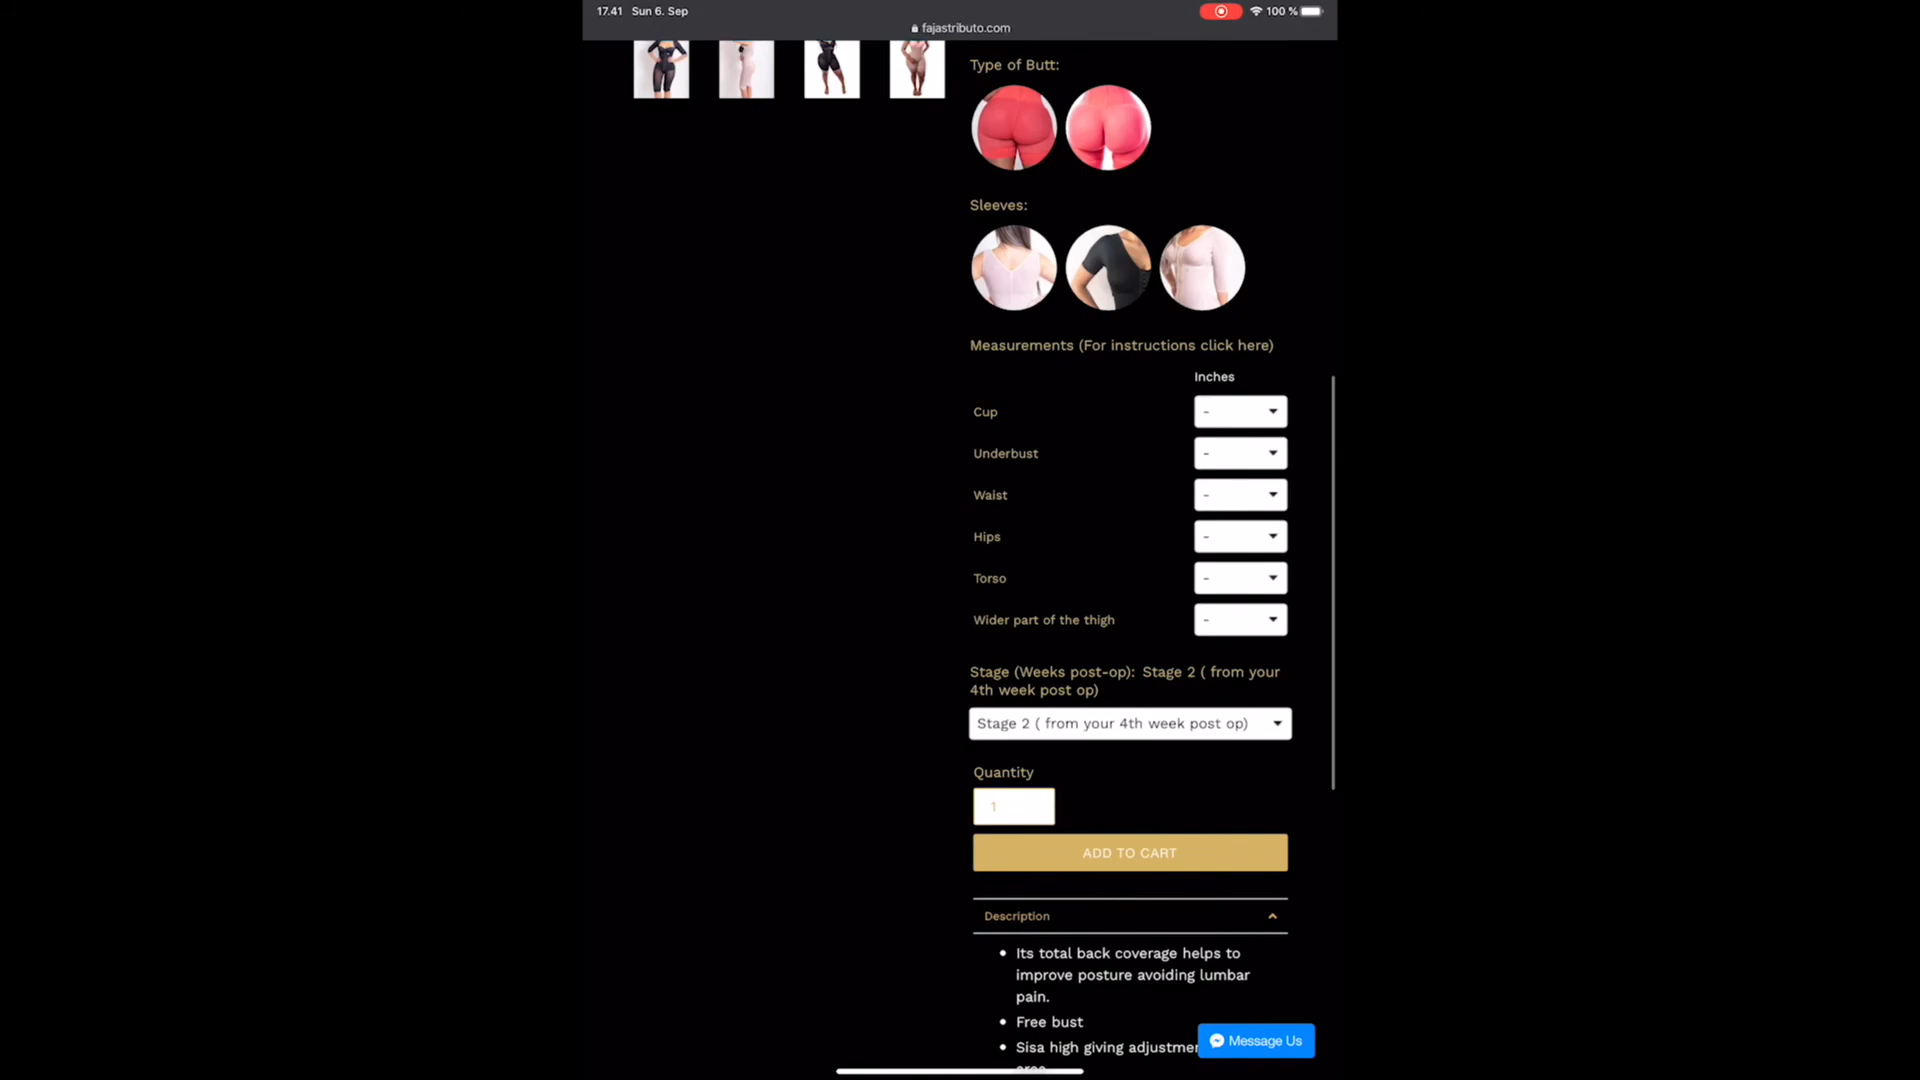 17.41 Sun 6. Sep
100 %
fajastributo.com
Type of Butt:
Sleeves:
Measurements (For instructions click here)
Inches
Cup -
Underbust -
Waist -
Hips -
Torso -
Wider part of the thigh -
Stage (Weeks post-op): Stage 2 ( from your
4th week post op)
Stage 2 ( from your 4th week post op)
Quantity
1
ADD TO CART
Description
• Its total back coverage helps to
improve posture avoiding lumbar
pain.
• Free bust
• Sisa high giving
Message Us